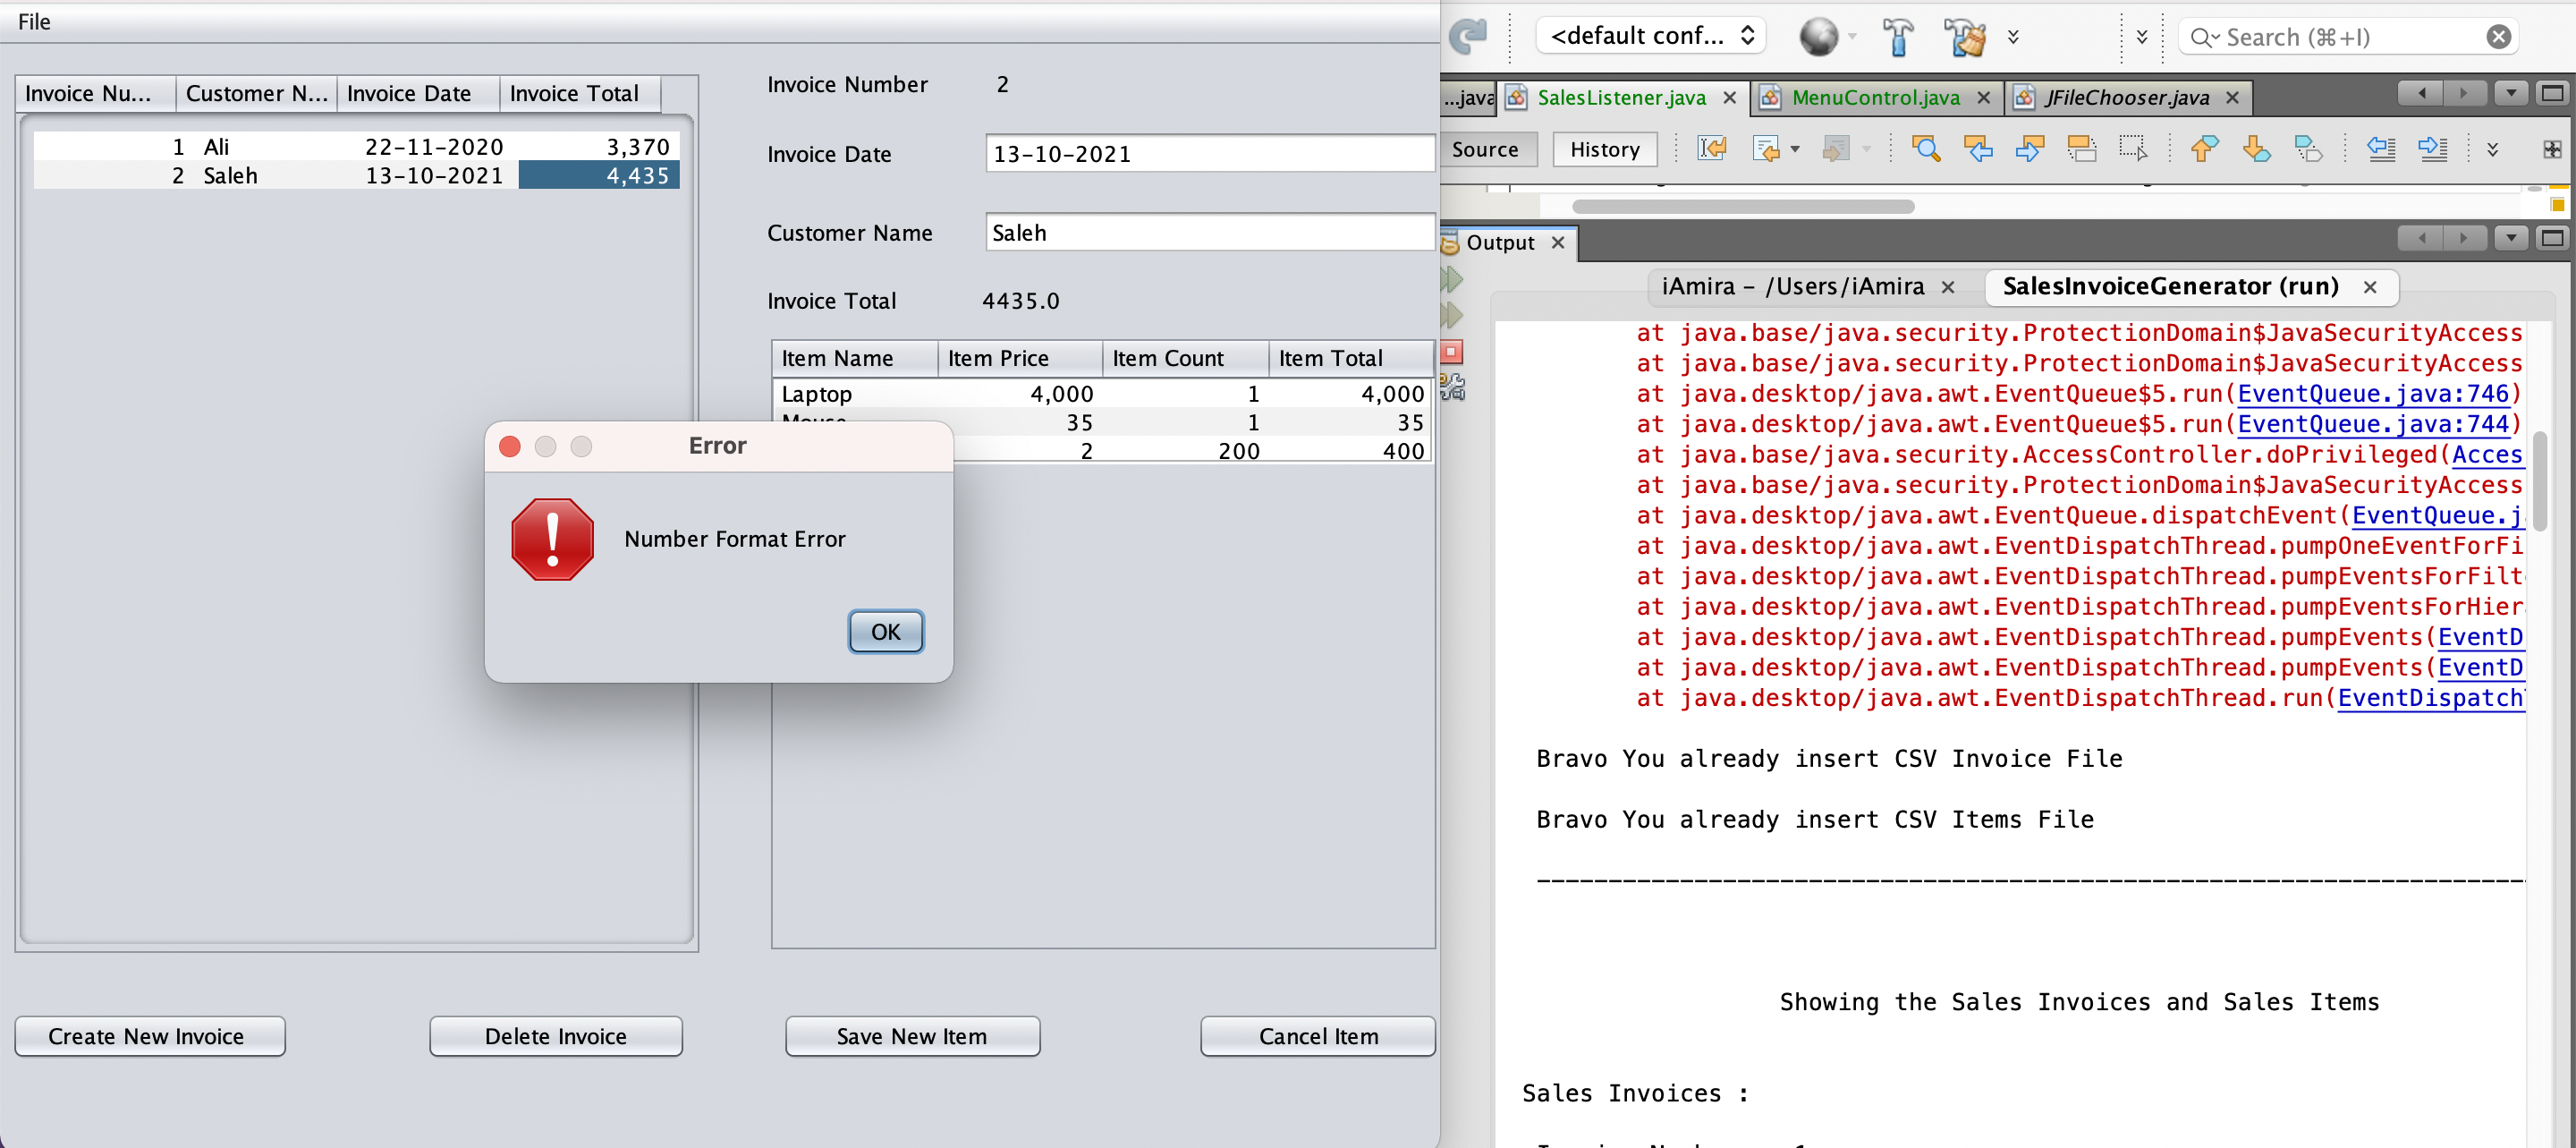 File
Invoice Nu... Customer N... Invoice Date Invoice Total
1 Ali 22-11-2020 3,370
2 Saleh 13-10-2021 4,435
Invoice Number 2
Invoice Date 13-10-2021
Customer Name Saleh
Invoice Total 4435.0
Item Name Item Price Item Count Item Total
Laptop 4,000 1 4,000
Mouse 35 1 35
2 200 400
Error
Number Format Error
OK
Create New Invoice
Delete Invoice
Save New Item
Cancel Item
<default conf...
Search (⌘+I)
...java SalesListener.java MenuControl.java JFileChooser.java
Source History
Output
iAmira – /Users/iAmira SalesInvoiceGenerator (run)
at java.base/java.security.ProtectionDomain$JavaSecurityAccess
at java.base/java.security.ProtectionDomain$JavaSecurityAccess
at java.desktop/java.awt.EventQueue$5.run(EventQueue.java:746)
at java.desktop/java.awt.EventQueue$5.run(EventQueue.java:744)
at java.base/java.security.AccessController.doPrivileged(Acces
at java.base/java.security.ProtectionDomain$JavaSecurityAccess
at java.desktop/java.awt.EventQueue.dispatchEvent(EventQueue.j
at java.desktop/java.awt.EventDispatchThread.pumpOneEventForFi
at java.desktop/java.awt.EventDispatchThread.pumpEventsForFilt
at java.desktop/java.awt.EventDispatchThread.pumpEventsForHier
at java.desktop/java.awt.EventDispatchThread.pumpEvents(EventD
at java.desktop/java.awt.EventDispatchThread.pumpEvents(EventD
at java.desktop/java.awt.EventDispatchThread.run(EventDispatch
Bravo You already insert CSV Invoice File
Bravo You already insert CSV Items File
----------------------------------------------------------------------
Showing the Sales Invoices and Sales Items
Sales Invoices :